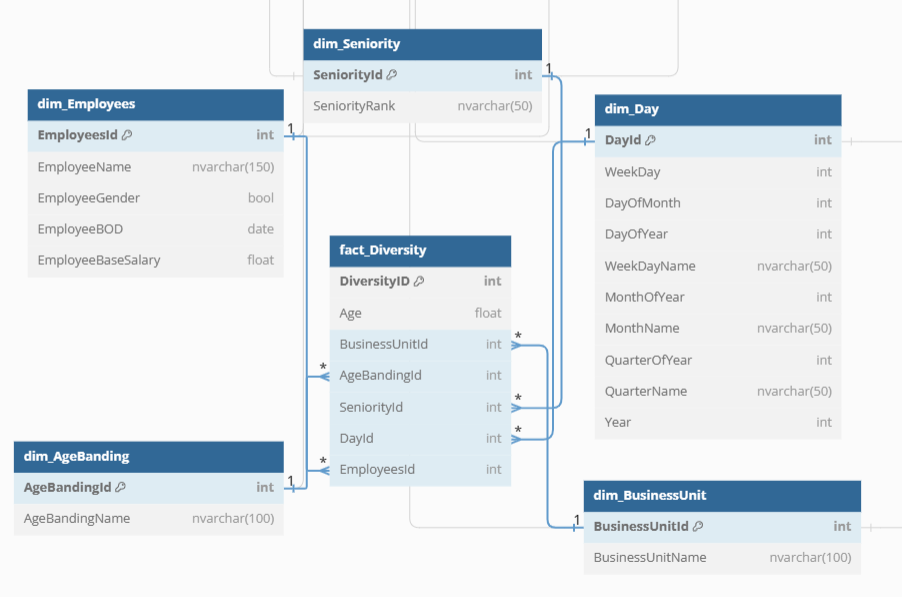 dim_Seniority
SeniorityId int
SeniorityRank nvarchar(50)
dim_Employees
EmployeesId int
EmployeeName nvarchar(150)
EmployeeGender bool
EmployeeBOD date
EmployeeBaseSalary float
dim_Day
DayId int
WeekDay int
DayOfMonth int
DayOfYear int
WeekDayName nvarchar(50)
MonthOfYear int
MonthName nvarchar(50)
QuarterOfYear int
QuarterName nvarchar(50)
Year int
fact_Diversity
DiversityID int
Age float
BusinessUnitId int
AgeBandingId int
SeniorityId int
DayId int
EmployeesId int
dim_AgeBanding
AgeBandingId int
AgeBandingName nvarchar(100)
dim_BusinessUnit
BusinessUnitId int
BusinessUnitName nvarchar(100)
1
1
1
1
1
*
*
*
*
*